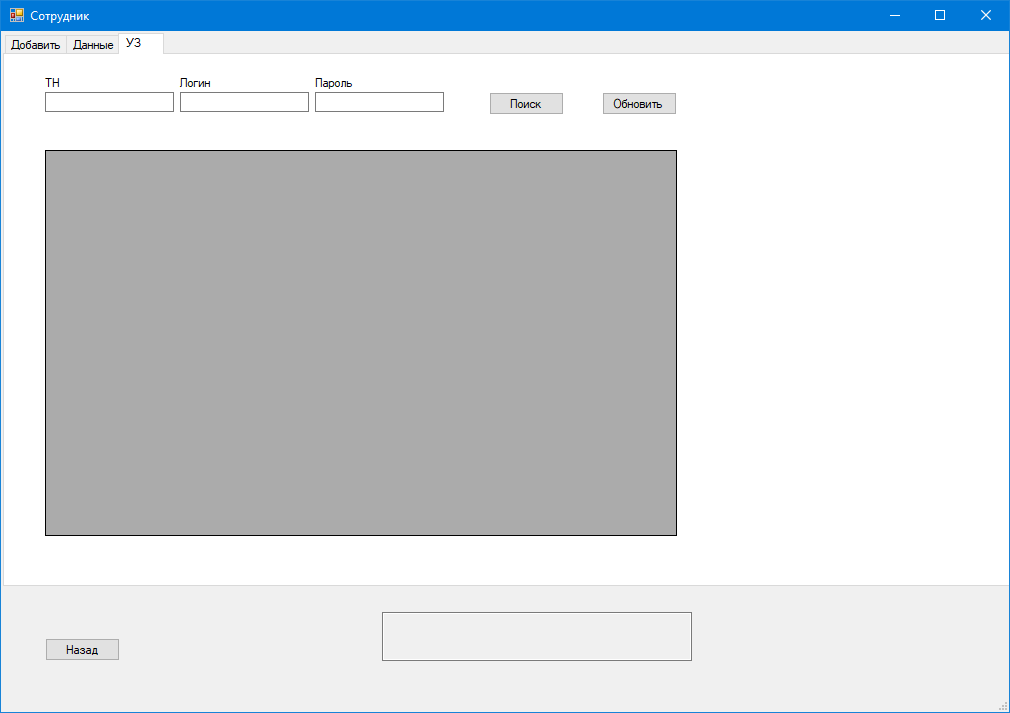 Сотрудник
Добавить Данные УЗ
ТН Логин Пароль
Поиск Обновить
Назад